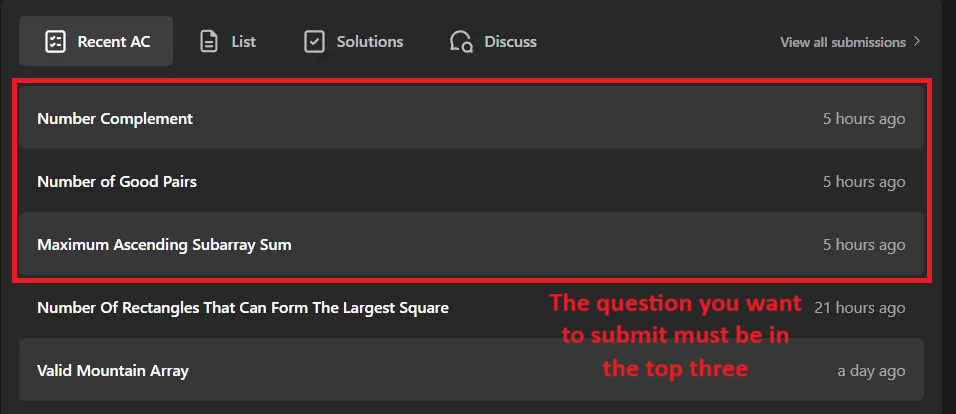 Recent AC
List
Solutions
Discuss
View all submissions
Number Complement
5 hours ago
Number of Good Pairs
5 hours ago
Maximum Ascending Subarray Sum
5 hours ago
Number Of Rectangles That Can Form The Largest Square
21 hours ago
The question you want
to submit must be in
the top three
Valid Mountain Array
a day ago